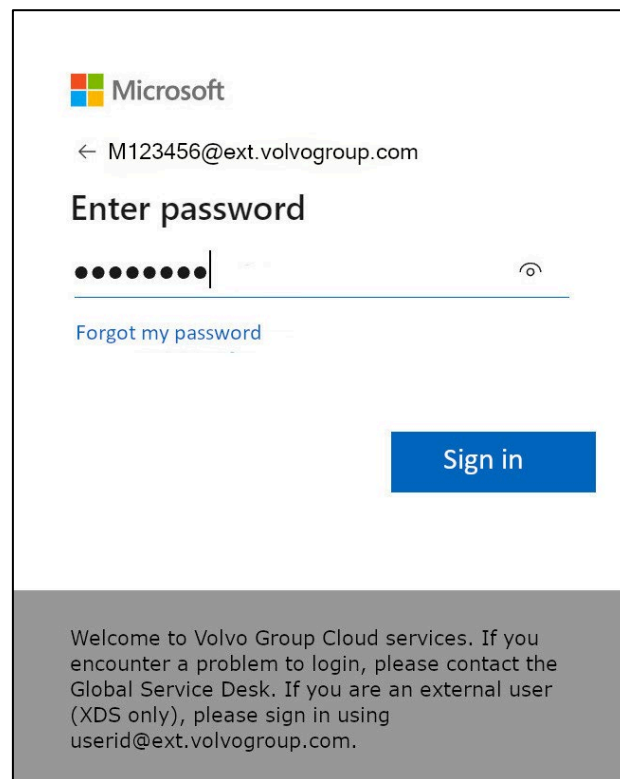 Microsoft
← M123456@ext.volvogroup.com
Enter password
●●●●●●●●
Forgot my password
Sign in
Welcome to Volvo Group Cloud services. If you
encounter a problem to login, please contact the
Global Service Desk. If you are an external user
(XDS only), please sign in using
userid@ext.volvogroup.com.